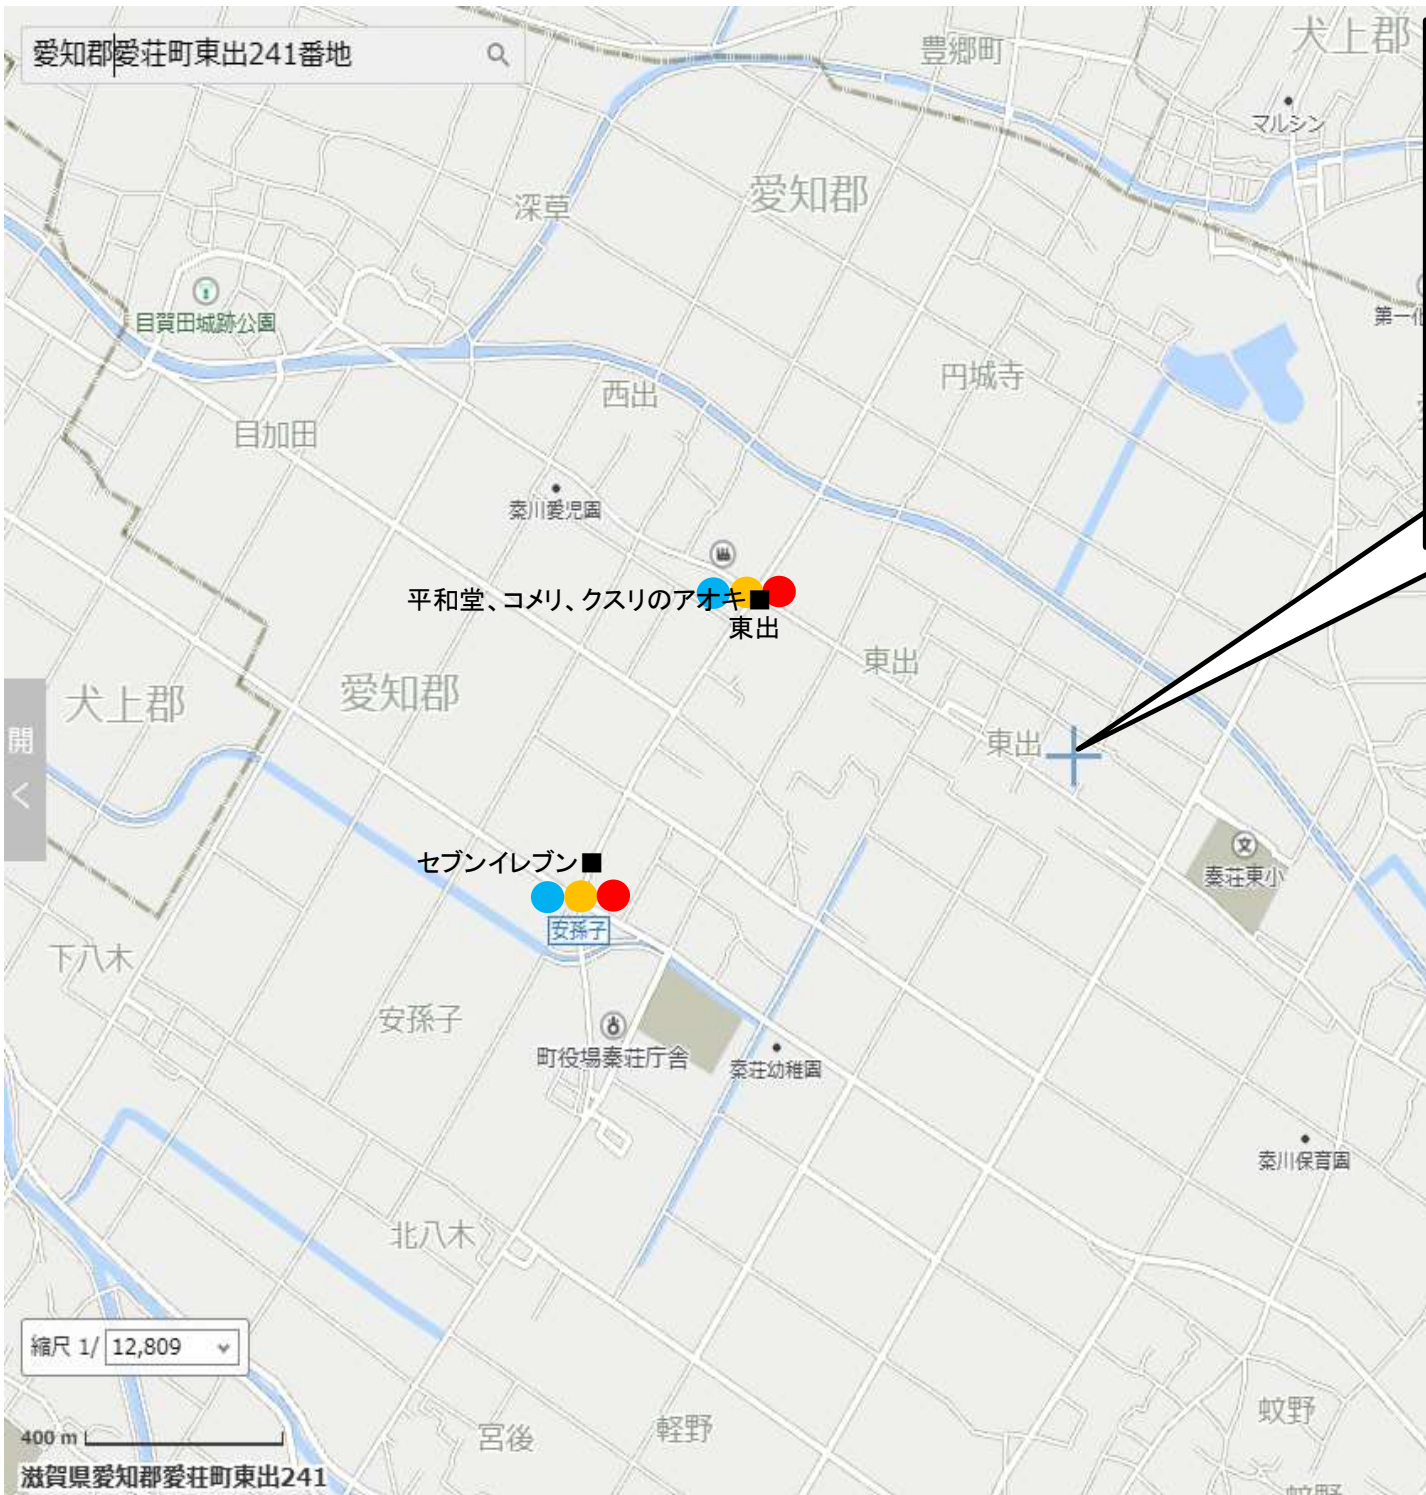 愛知郡愛荘町東出241番地
犬上郡
豊郷町
マルシン
愛知郡
深草
目賀田城跡公園
第一化
円城寺
西出
目加田
秦川愛児園
平和堂、コメリ、クスリのアオキ■
東出
東出
犬上郡
愛知郡
開
東出
セブンイレブン■
秦荘東小
安孫子
下八木
安孫子
町役場秦荘庁舎
秦荘幼稚園
秦川保育園
北八木
縮尺 1/ 12,809
蚊野
軽野
宮後
400 m
滋賀県愛知郡愛荘町東出241
蚊野